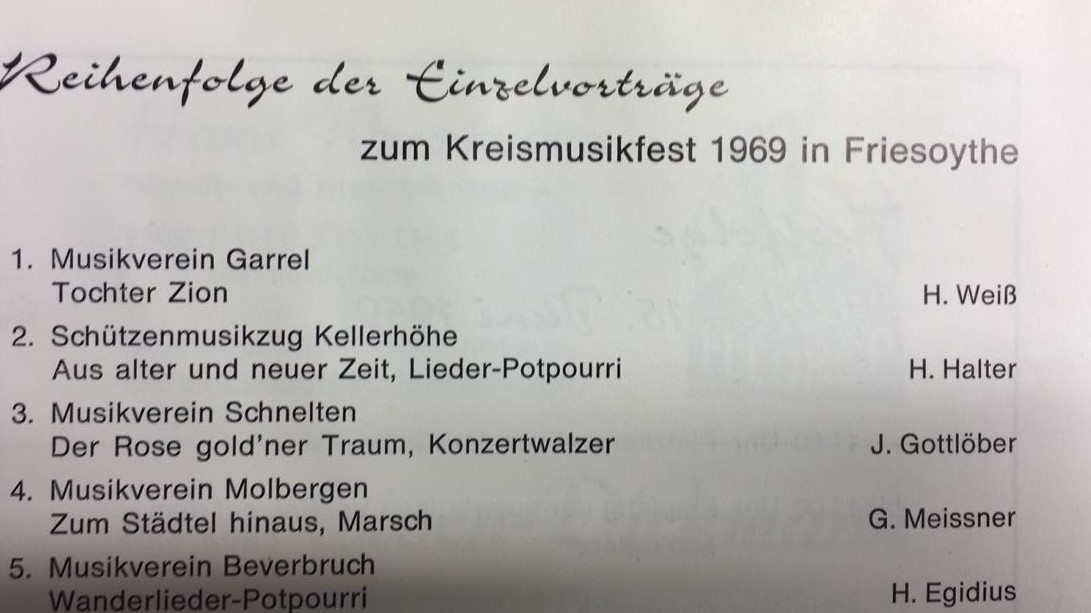 Reihenfolge der Einzelvorträge
zum Kreismusikfest 1969 in Friesoythe
1. Musikverein Garrel
Tochter Zion H. Weiß
2. Schützenmusikzug Kellerhöhe
Aus alter und neuer Zeit, Lieder-Potpourri H. Halter
3. Musikverein Schnelten
Der Rose gold'ner Traum, Konzertwalzer J. Gottlöber
4. Musikverein Molbergen
Zum Städtel hinaus, Marsch G. Meissner
5. Musikverein Beverbruch
Wanderlieder-Potpourri H. Egidius